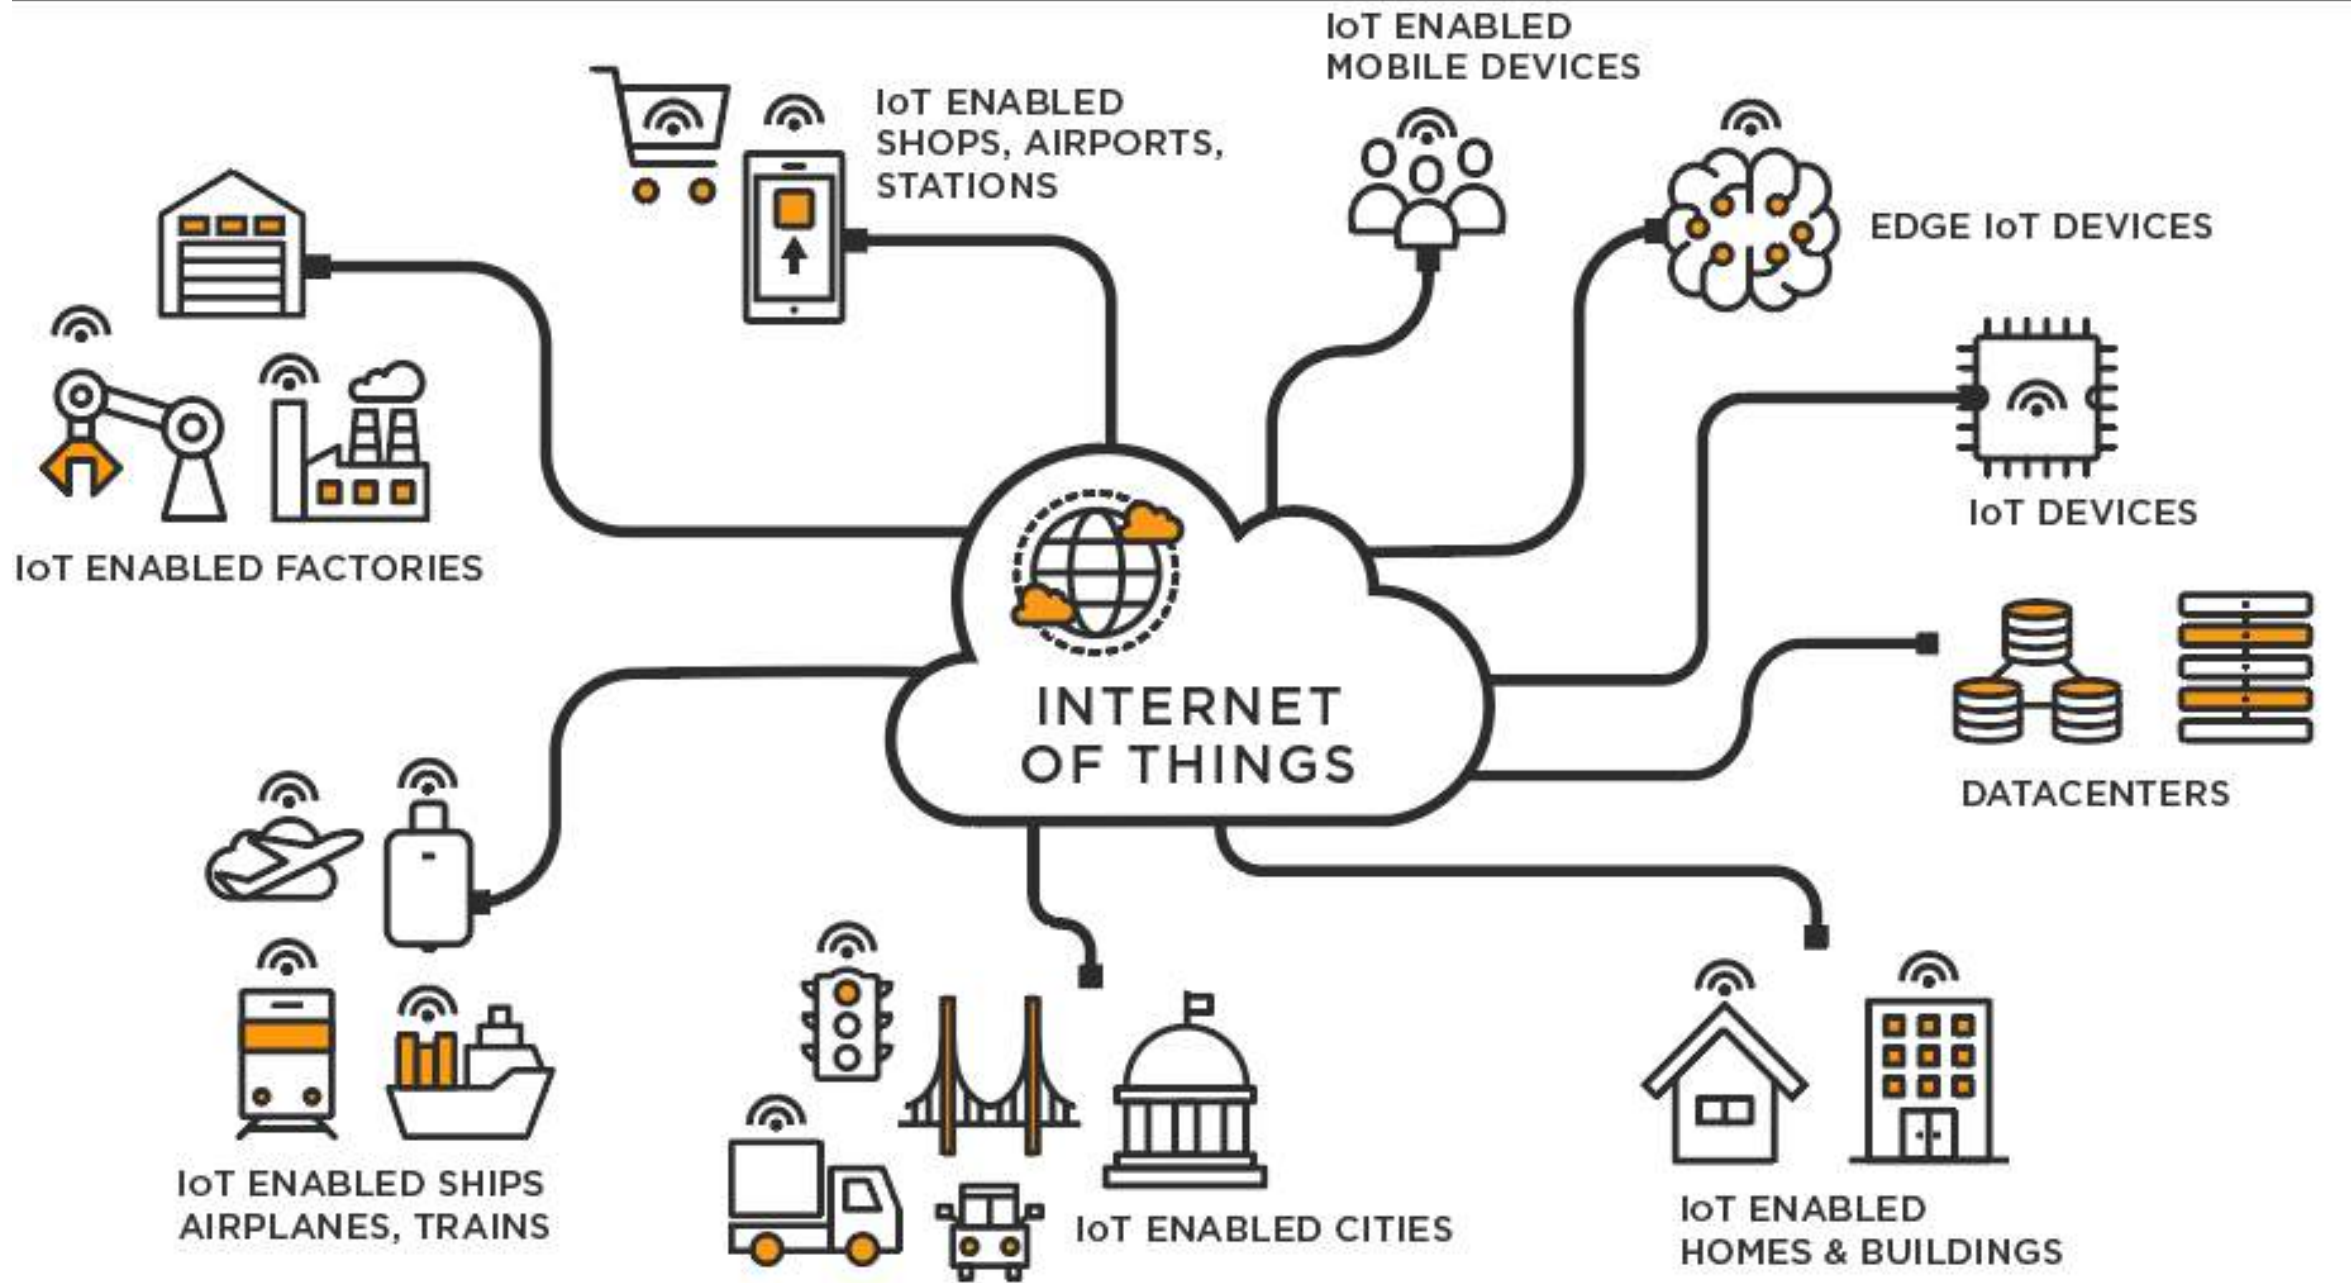 IoT ENABLED
MOBILE DEVICES
IoT ENABLED
SHOPS, AIRPORTS,
STATIONS
EDGE IoT DEVICES
IoT DEVICES
IoT ENABLED FACTORIES
INTERNET
OF THINGS
DATACENTERS
IoT ENABLED SHIPS
AIRPLANES, TRAINS
IoT ENABLED CITIES
IoT ENABLED
HOMES & BUILDINGS